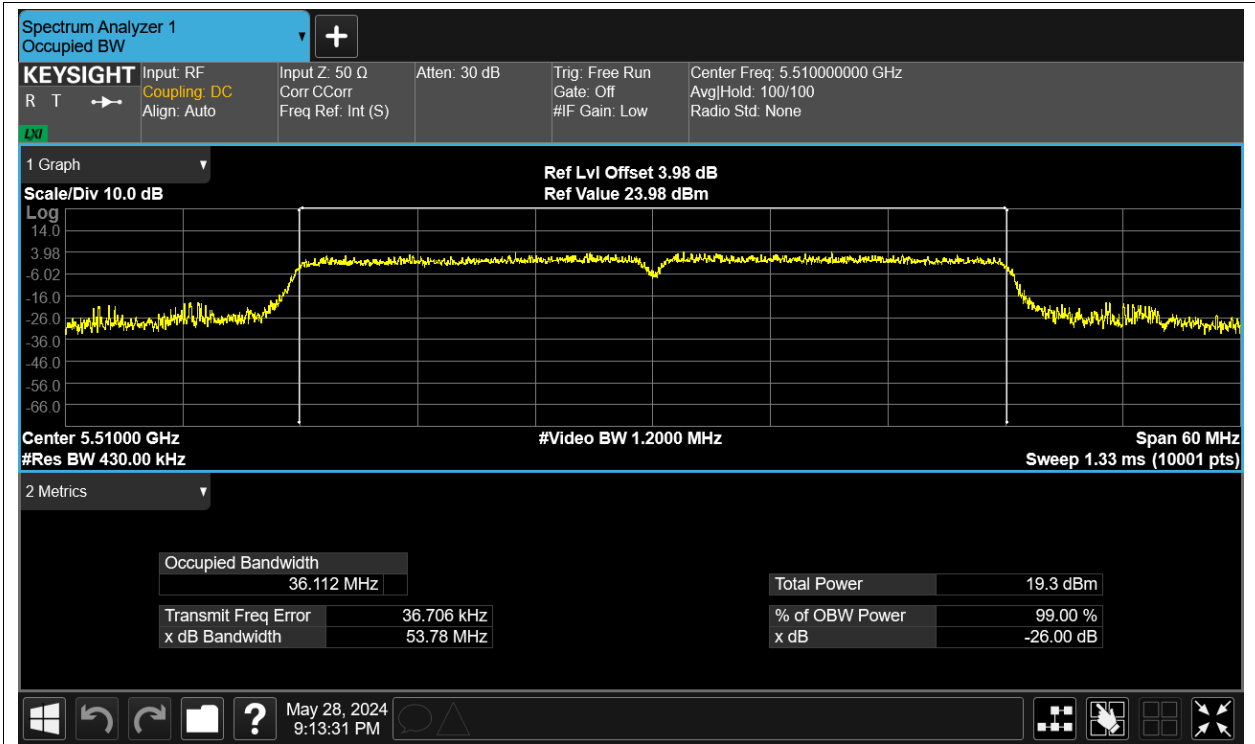 Spectrum Analyzer 1
Occupied BW
KEYSIGHT
R T
LXI
Input: RF
Coupling: DC
Align: Auto
Input Z: 50 Ω
Corr CCorr
Freq Ref: Int (S)
Atten: 30 dB
Trig: Free Run
Gate: Off
#IF Gain: Low
Center Freq: 5.510000000 GHz
Avg|Hold: 100/100
Radio Std: None
1 Graph
Scale/Div 10.0 dB
Ref Lvl Offset 3.98 dB
Ref Value 23.98 dBm
Log
14.0
3.98
-6.02
-16.0
-26.0
-36.0
-46.0
-56.0
-66.0
Center 5.51000 GHz
#Video BW 1.2000 MHz
Span 60 MHz
#Res BW 430.00 kHz
Sweep 1.33 ms (10001 pts)
2 Metrics
Occupied Bandwidth
36.112 MHz
Total Power 19.3 dBm
Transmit Freq Error 36.706 kHz
% of OBW Power 99.00 %
x dB Bandwidth 53.78 MHz
x dB -26.00 dB
?
May 28, 2024
9:13:31 PM